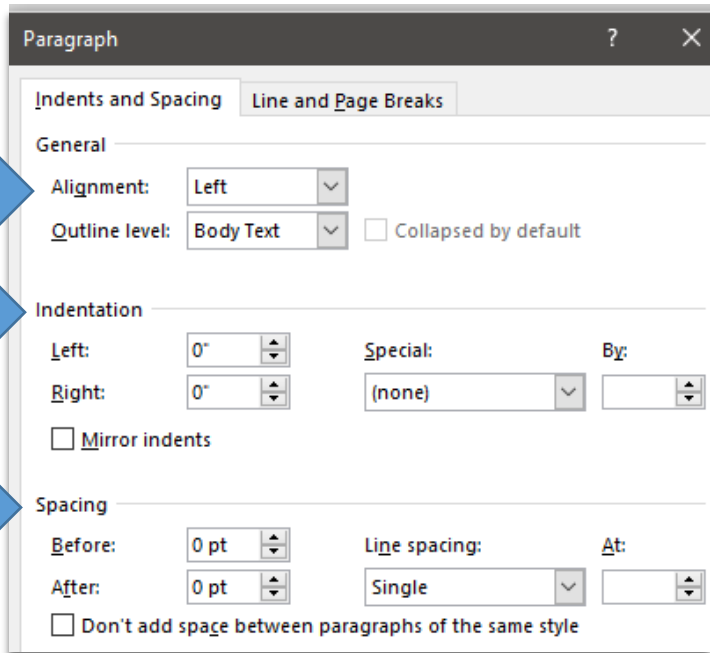 Paragraph ?
Indents and Spacing Line and Page Breaks
General
Alignment: Left
Outline level: Body Text Collapsed by default
Indentation
Left: 0" Special: By:
Right: 0" (none)
Mirror indents
Spacing
Before: 0 pt Line spacing: At:
After: 0 pt Single
Don't add space between paragraphs of the same style